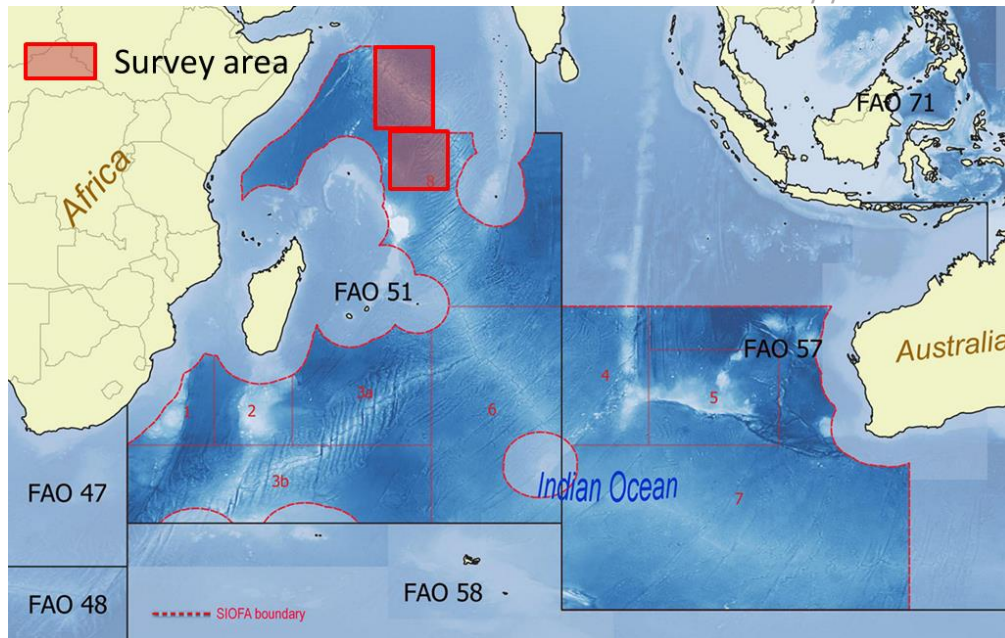 Survey area
FAO 71
Africa
8
FAO 51
FAO 57
Australia
1
2
3a
6
4
5
3b
Indian Ocean
7
FAO 47
FAO 48
FAO 58
SIOFA boundary